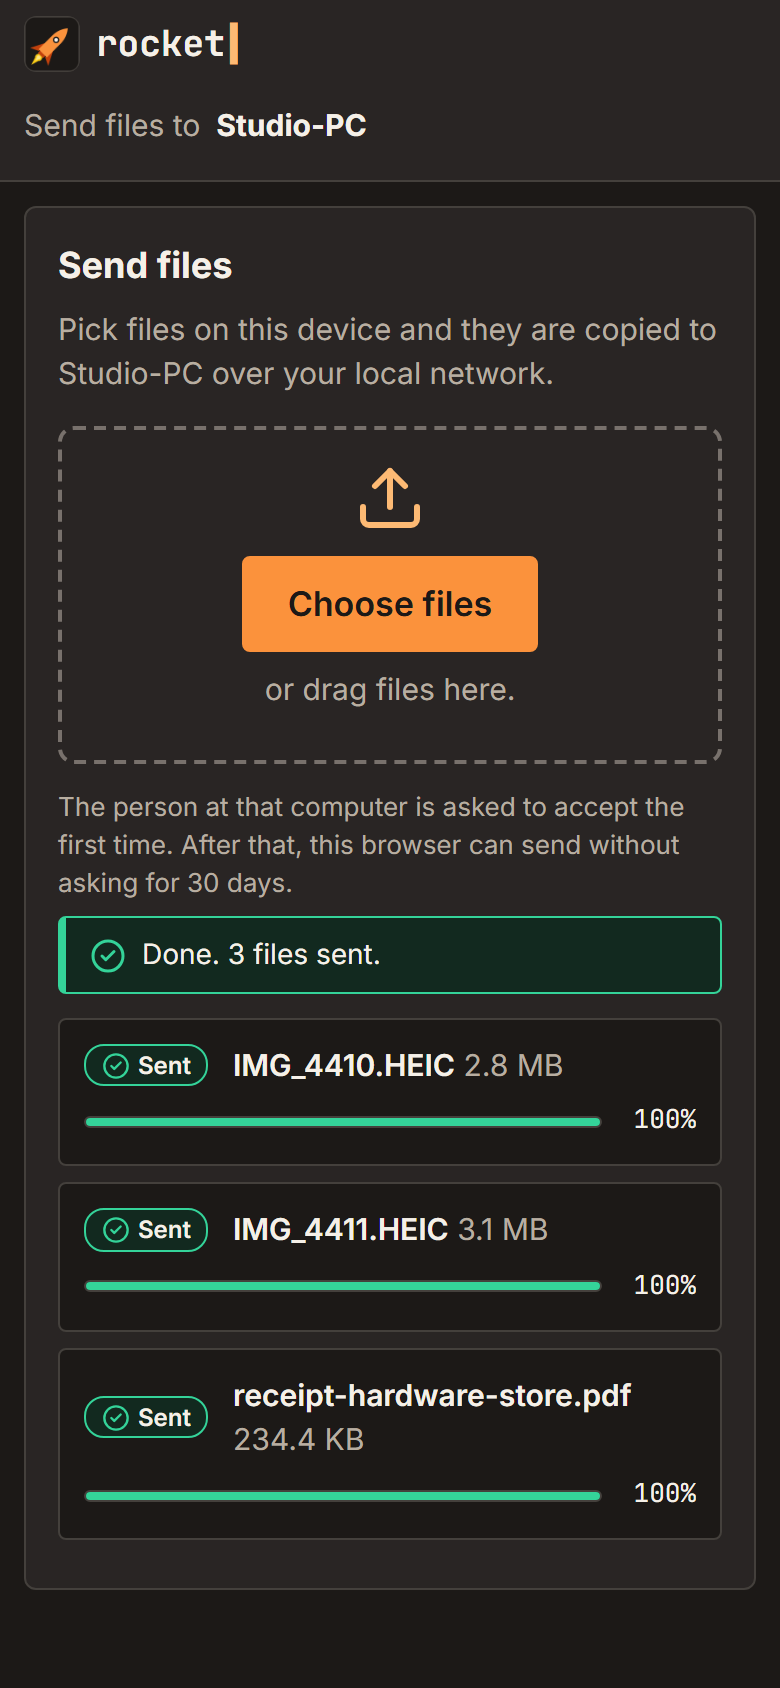 rocket
Send files to Studio-PC
Send files
Pick files on this device and they are copied to
Studio-PC over your local network.
Choose files
or drag files here.
The person at that computer is asked to accept the
first time. After that, this browser can send without
asking for 30 days.
Done. 3 files sent.
Sent IMG_4410.HEIC 2.8 MB
100%
Sent IMG_4411.HEIC 3.1 MB
100%
Sent receipt-hardware-store.pdf
234.4 KB
100%